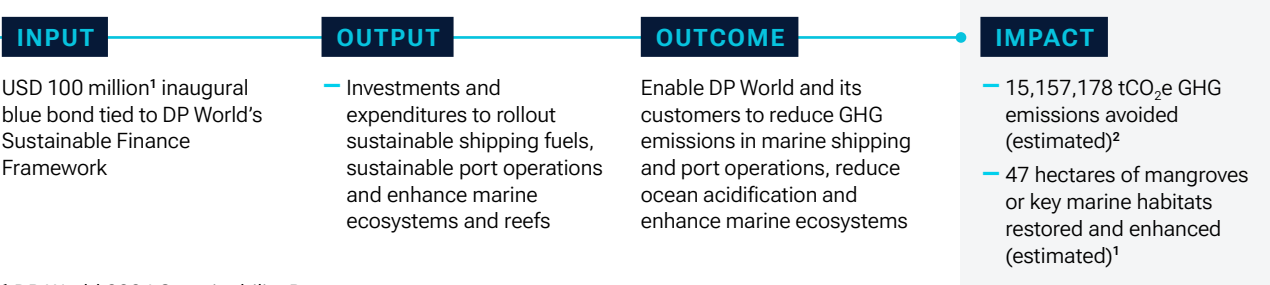 INPUT
USD 100 million¹ inaugural
blue bond tied to DP World's
Sustainable Finance
Framework
OUTPUT
– Investments and
expenditures to rollout
sustainable shipping fuels,
sustainable port operations
and enhance marine
ecosystems and reefs
OUTCOME
Enable DP World and its
customers to reduce GHG
emissions in marine shipping
and port operations, reduce
ocean acidification and
enhance marine ecosystems
IMPACT
– 15,157,178 tCO₂e GHG
emissions avoided
(estimated)²
– 47 hectares of mangroves
or key marine habitats
restored and enhanced
(estimated)¹